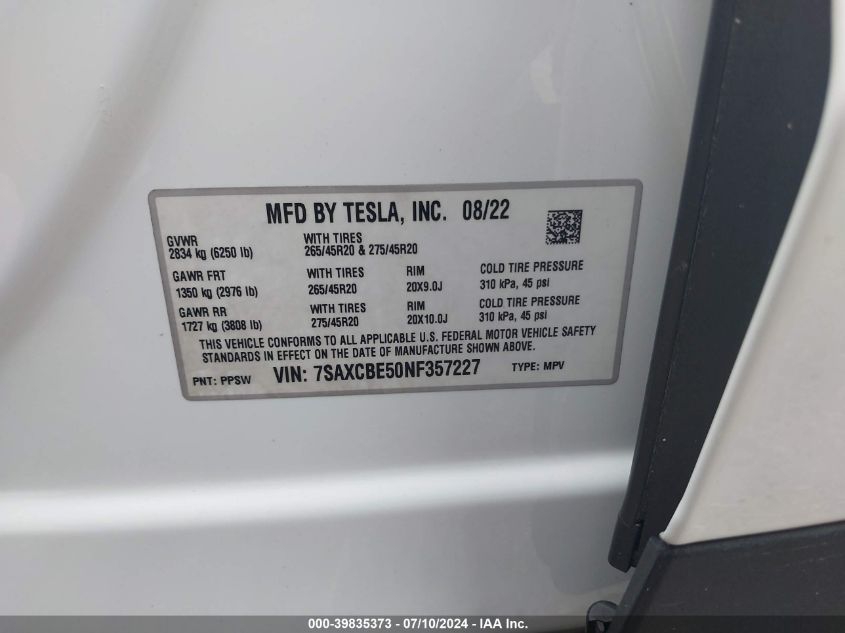 MFD BY TESLA, INC. 08/22
GVWR WITH TIRES
2834 kg (6250 lb) 265/45R20 & 275/45R20
GAWR FRT WITH TIRES RIM COLD TIRE PRESSURE
1350 kg (2976 lb) 265/45R20 20X9.0J 310 kPa, 45 psi
GAWR RR WITH TIRES RIM COLD TIRE PRESSURE
1727 kg (3808 lb) 275/45R20 20X10.0J 310 kPa, 45 psi
THIS VEHICLE CONFORMS TO ALL APPLICABLE U.S. FEDERAL MOTOR VEHICLE SAFETY
STANDARDS IN EFFECT ON THE DATE OF MANUFACTURE SHOWN ABOVE.
PNT: PPSW VIN: 7SAXCBE50NF357227 TYPE: MPV
000-39835373 - 07/10/2024 - IAA Inc.